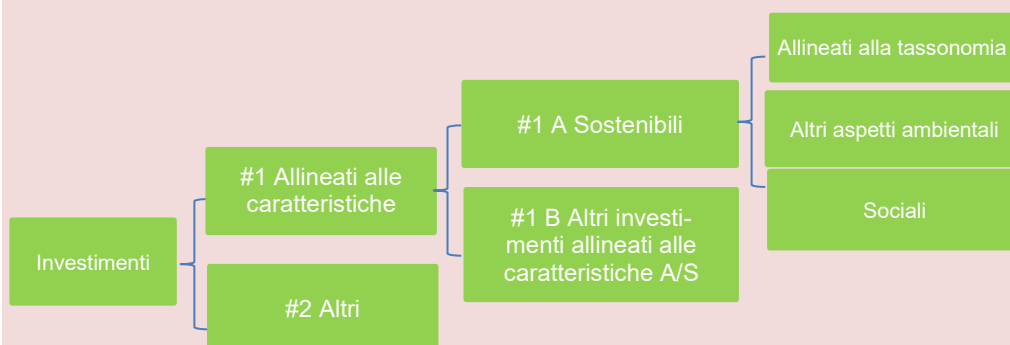 Investimenti
#1 Allineati alle
caratteristiche
#2 Altri
#1 A Sostenibili
#1 B Altri investi-
menti allineati alle
caratteristiche A/S
Allineati alla tassonomia
Altri aspetti ambientali
Sociali